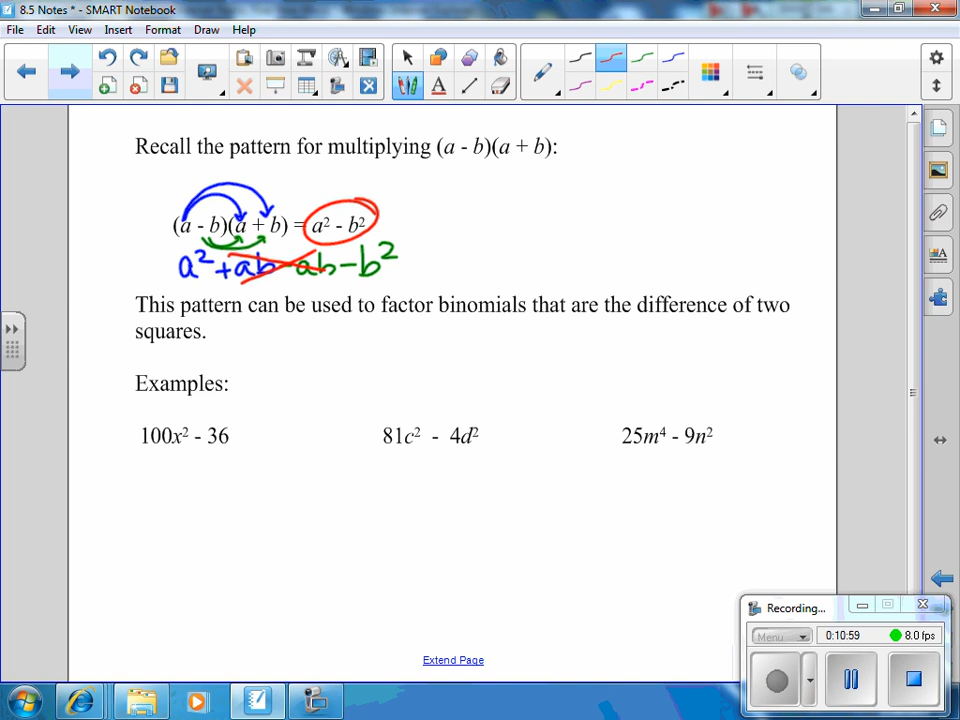 8.5 Notes * - SMART Notebook
File Edit View Insert Format Draw Help
Recall the pattern for multiplying (a - b)(a + b):
(a - b)(a + b) = a² - b²
a² + ab - ab - b²
This pattern can be used to factor binomials that are the difference of two
squares.
Examples:
100x² - 36 81c² - 4d² 25m⁴ - 9n²
Extend Page
Recording...
Menu 0:10:59 8.0 fps